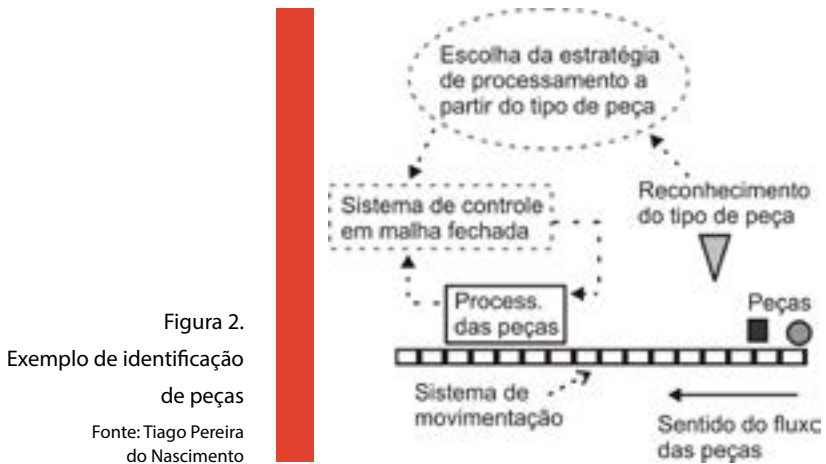 Escolha da estratégia
de processamento a
partir do tipo de peça
Reconhecimento
do tipo de peça
Sistema de controle
em malha fechada
Process.
das peças
Peças
Sistema de
movimentação
Sentido do fluxo
das peças
Figura 2.
Exemplo de identificação
de peças
Fonte: Tiago Pereira
do Nascimento